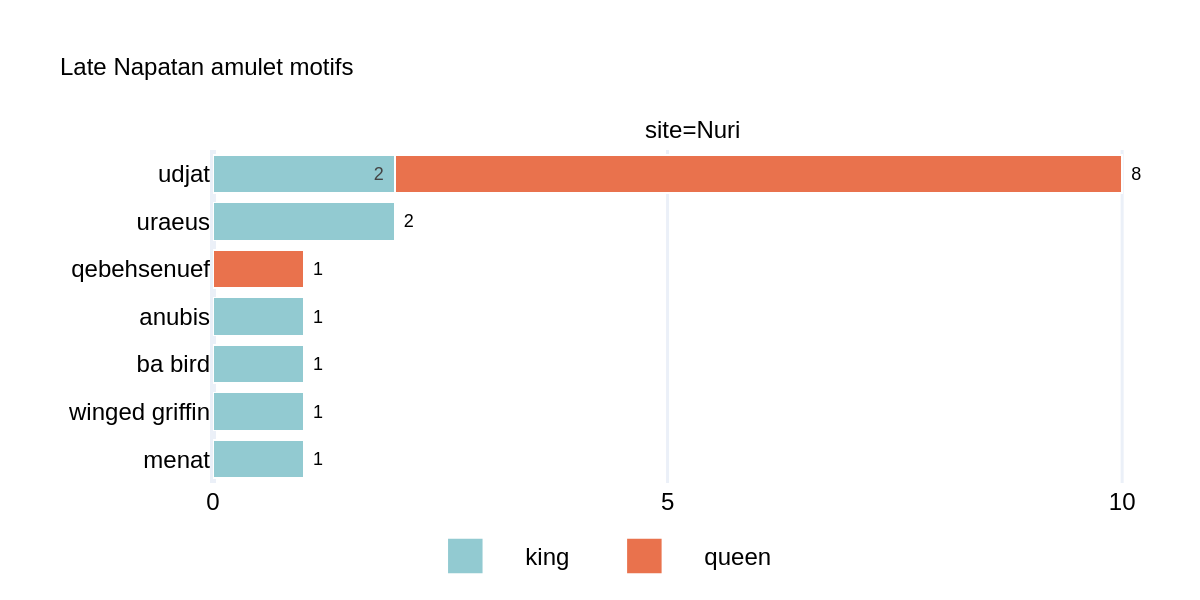 Late Napatan amulet motifs
site=Nuri
udjat 2 8
uraeus 2
qebehsenuef 1
anubis 1
ba bird 1
winged griffin 1
menat 1
0 5 10
king queen